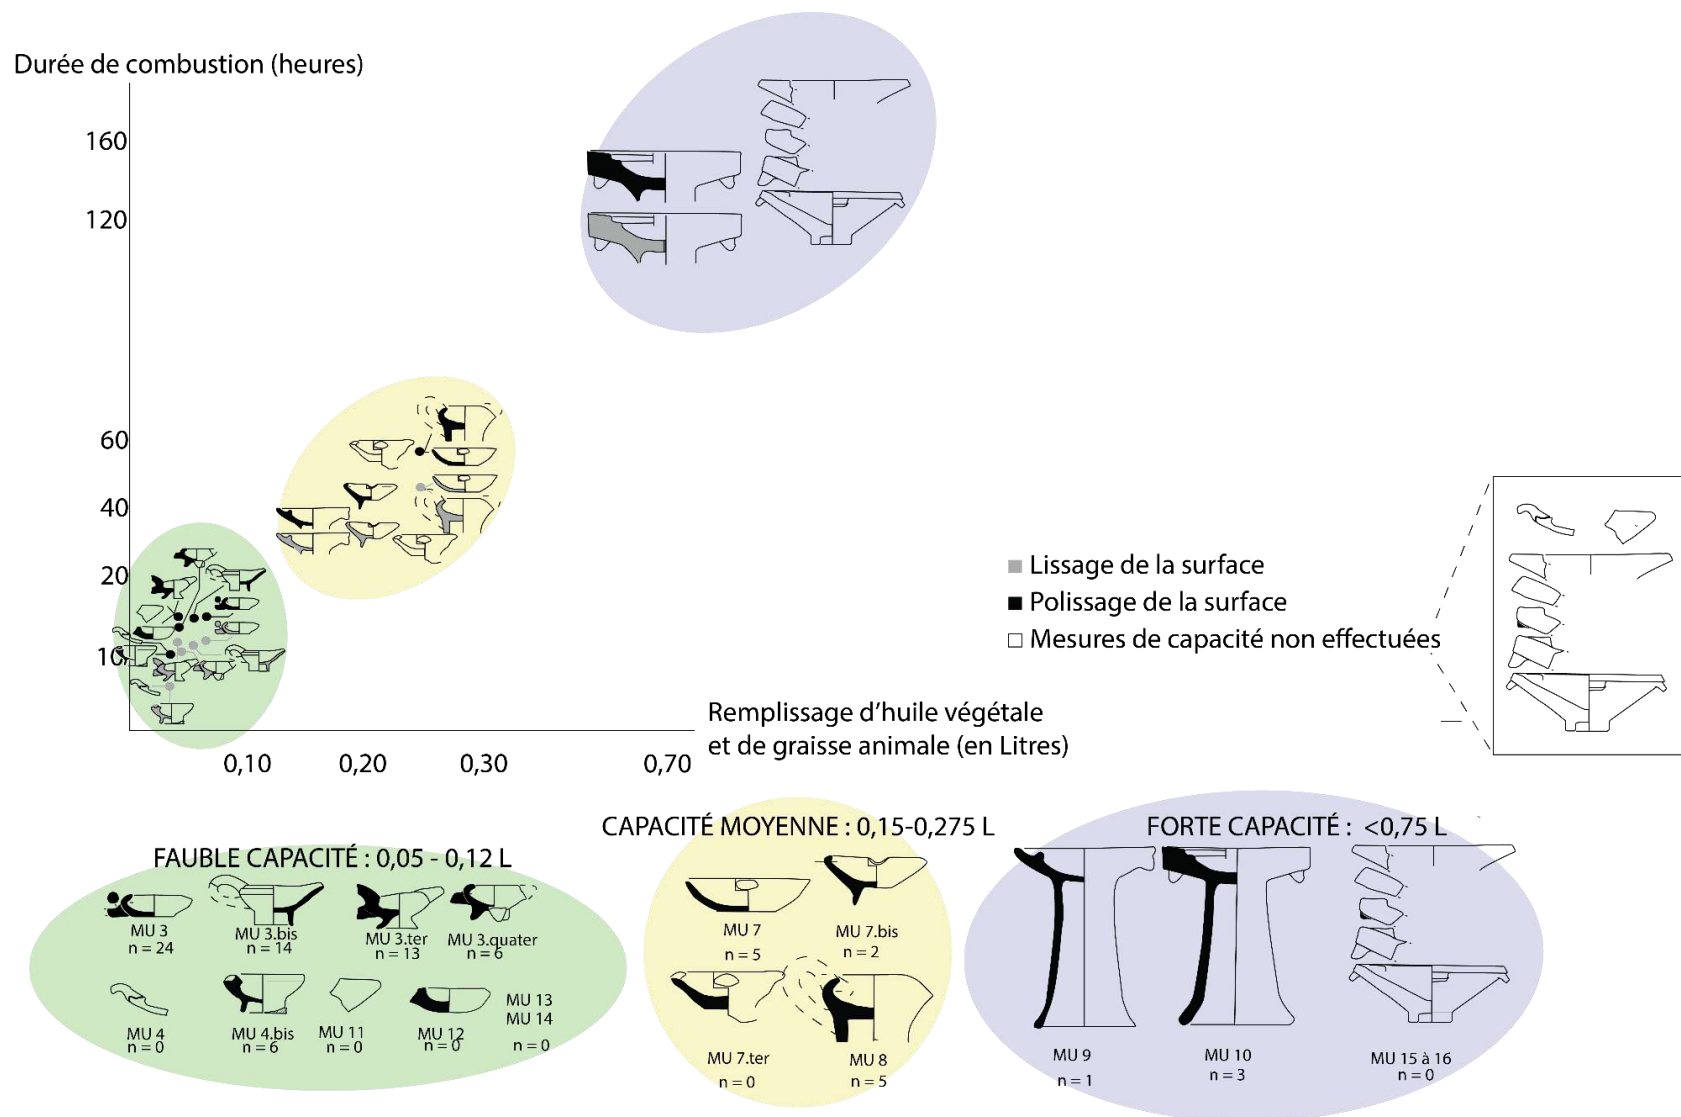 Durée de combustion (heures)
160
120
60
40
20
10
0,10
0,20
0,30
0,70
Remplissage d’huile végétale
et de graisse animale (en Litres)
Lissage de la surface
Polissage de la surface
Mesures de capacité non effectuées
FAUBLE CAPACITÉ : 0,05 - 0,12 L
MU 3
n = 24
MU 3.bis
n = 14
MU 3.ter
n = 13
MU 3.quater
n = 6
MU 4
n = 0
MU 4.bis
n = 6
MU 11
n = 0
MU 12
n = 0
MU 13
MU 14
n = 0
CAPACITÉ MOYENNE : 0,15-0,275 L
MU 7
n = 5
MU 7.bis
n = 2
MU 7.ter
n = 0
MU 8
n = 5
FORTE CAPACITÉ : <0,75 L
MU 9
n = 1
MU 10
n = 3
MU 15 à 16
n = 0